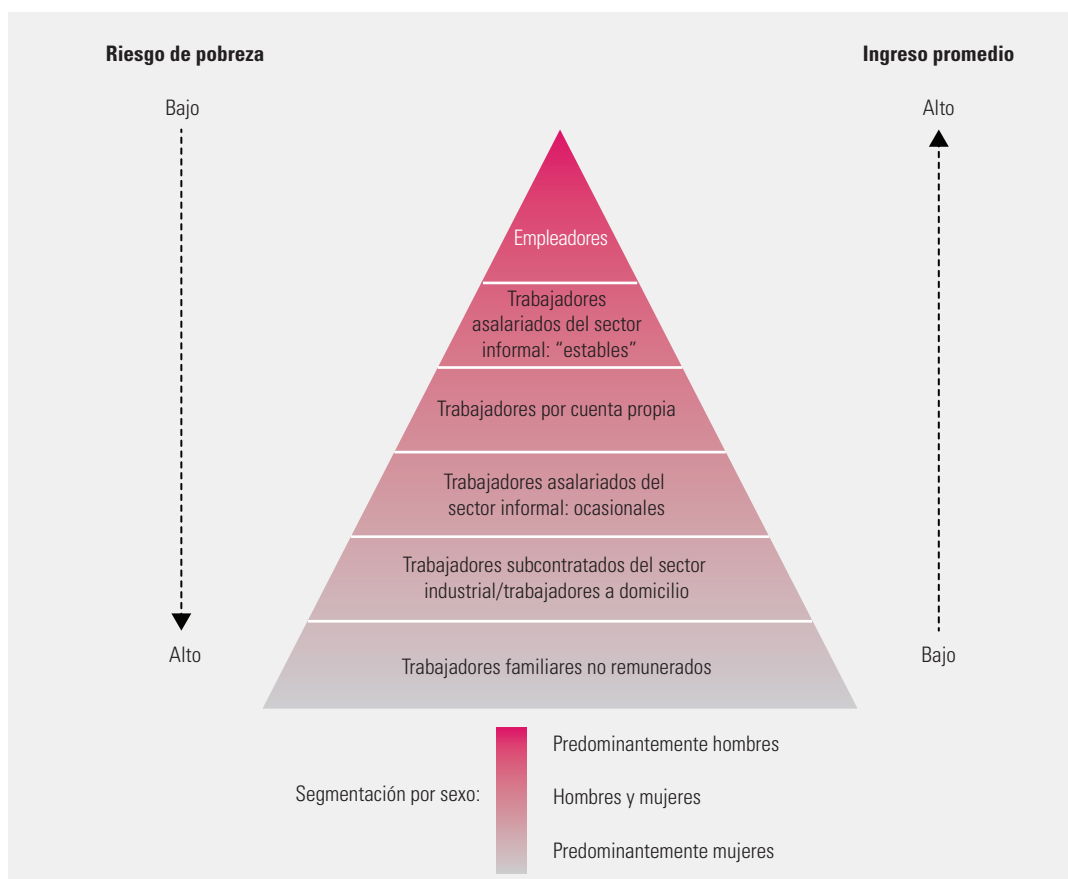 Riesgo de pobreza
Ingreso promedio
Bajo
Alto
Empleadores
Trabajadores
asalariados del sector
informal: “estables”
Trabajadores por cuenta propia
Trabajadores asalariados del
sector informal: ocasionales
Trabajadores subcontratados del sector
industrial/trabajadores a domicilio
Trabajadores familiares no remunerados
Alto
Bajo
Segmentación por sexo:
Predominantemente hombres
Hombres y mujeres
Predominantemente mujeres